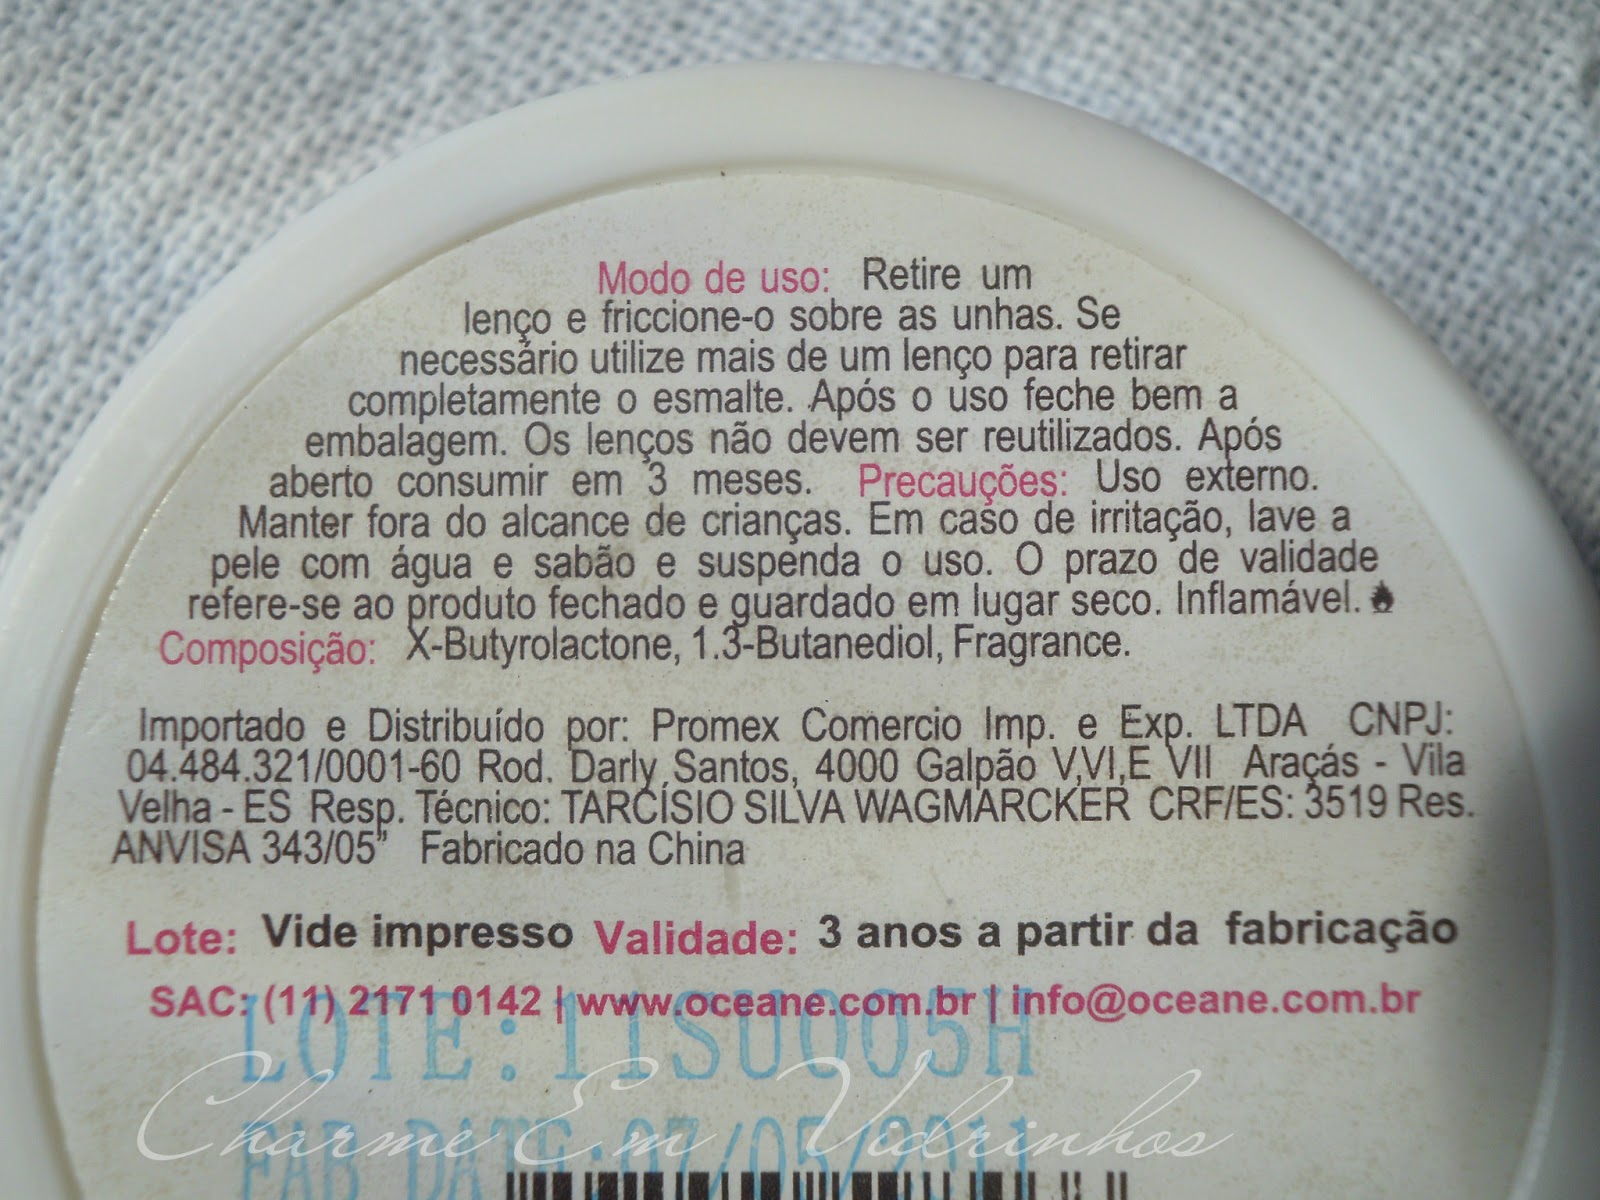 Modo de uso: Retire um
lenço e friccione-o sobre as unhas. Se
necessário utilize mais de um lenço para retirar
completamente o esmalte. Após o uso feche bem a
embalagem. Os lenços não devem ser reutilizados. Após
aberto consumir em 3 meses. Precauções: Uso externo.
Manter fora do alcance de crianças. Em caso de irritação, lave a
pele com água e sabão e suspenda o uso. O prazo de validade
refere-se ao produto fechado e guardado em lugar seco. Inflamável.
Composição: X-Butyrolactone, 1.3-Butanediol, Fragrance.
Importado e Distribuído por: Promex Comercio Imp. e Exp. LTDA CNPJ:
04.484.321/0001-60 Rod. Darly Santos, 4000 Galpão V,VI,E VII Araçás - Vila
Velha - ES Resp. Técnico: TARCÍSIO SILVA WAGMARCKER CRF/ES: 3519 Res.
ANVISA 343/05" Fabricado na China
Lote: Vide impresso Validade: 3 anos a partir da fabricação
SAC: (11) 2171 0142 | www.oceane.com.br | info@oceane.com.br
LOTE: 11SU005H
Charme Em Vidrinhos
FAB DATE:07/05/2011